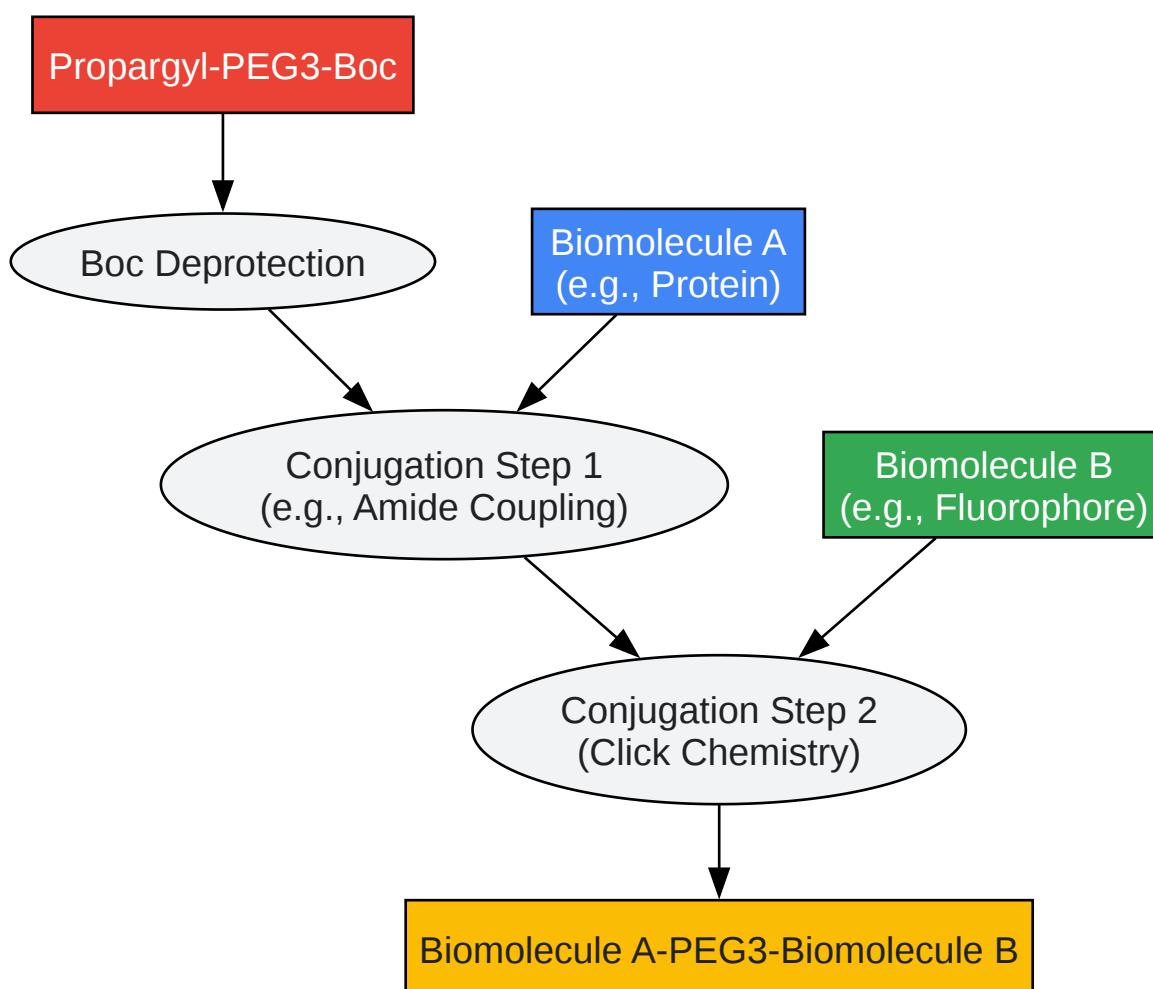 Propargyl-PEG3-Boc
Boc Deprotection
Biomolecule A
(e.g., Protein)
Conjugation Step 1
(e.g., Amide Coupling)
Biomolecule B
(e.g., Fluorophore)
Conjugation Step 2
(Click Chemistry)
Biomolecule A-PEG3-Biomolecule B